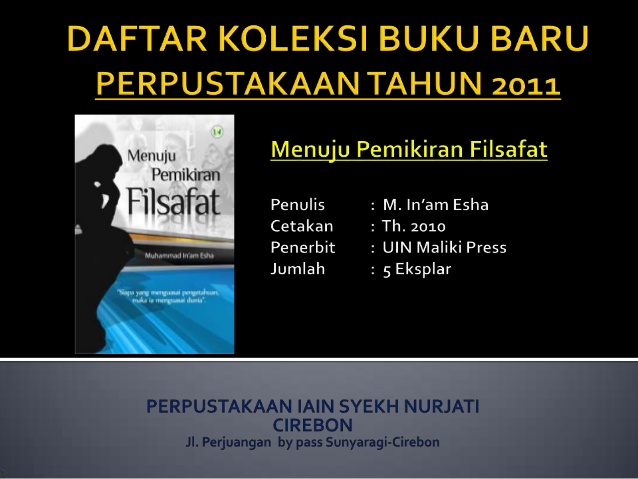 DAFTAR KOLEKSI BUKU BARU
PERPUSTAKAAN TAHUN 2011
14
Menuju
Pemikiran
Filsafat
Muhammad In'am Esha
"Siapa yang menguasai pengetahuan,
maka ia menguasai dunia".
Menuju Pemikiran Filsafat
Penulis : M. In'am Esha
Cetakan : Th. 2010
Penerbit : UIN Maliki Press
Jumlah : 5 Eksplar
PERPUSTAKAAN IAIN SYEKH NURJATI
CIREBON
Jl. Perjuangan by pass Sunyaragi-Cirebon